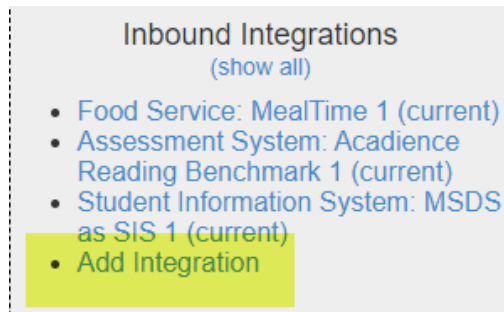 Inbound Integrations
(show all)
• Food Service: MealTime 1 (current)
• Assessment System: Acadience
Reading Benchmark 1 (current)
• Student Information System: MSDS
as SIS 1 (current)
• Add Integration